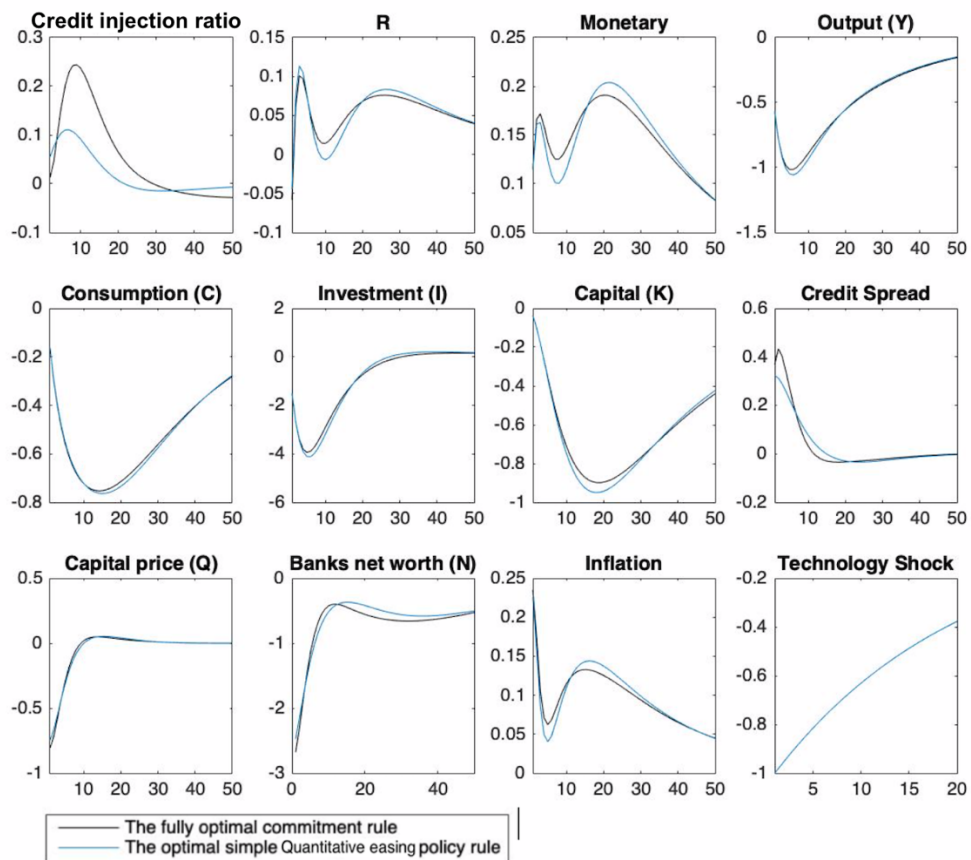 Credit injection ratio
R
Monetary
Output (Y)
0.3
0.2
0.1
0
-0.1
10 20 30 40 50
0.15
0.1
0.05
0
-0.05
-0.1
10 20 30 40 50
0.25
0.2
0.15
0.1
0.05
10 20 30 40 50
0
-0.5
-1
-1.5
10 20 30 40 50
Consumption (C)
Investment (I)
Capital (K)
Credit Spread
0
-0.2
-0.4
-0.6
-0.8
10 20 30 40 50
2
0
-2
-4
-6
10 20 30 40 50
0
-0.2
-0.4
-0.6
-0.8
-1
10 20 30 40 50
0.6
0.4
0.2
0
-0.2
10 20 30 40 50
Capital price (Q)
Banks net worth (N)
Inflation
Technology Shock
0.5
0
-0.5
-1
10 20 30 40 50
0
-1
-2
-3
0 20 40
0.25
0.2
0.15
0.1
0.05
0
10 20 30 40 50
-0.2
-0.4
-0.6
-0.8
-1
5 10 15 20
The fully optimal commitment rule
The optimal simple Quantitative easing policy rule